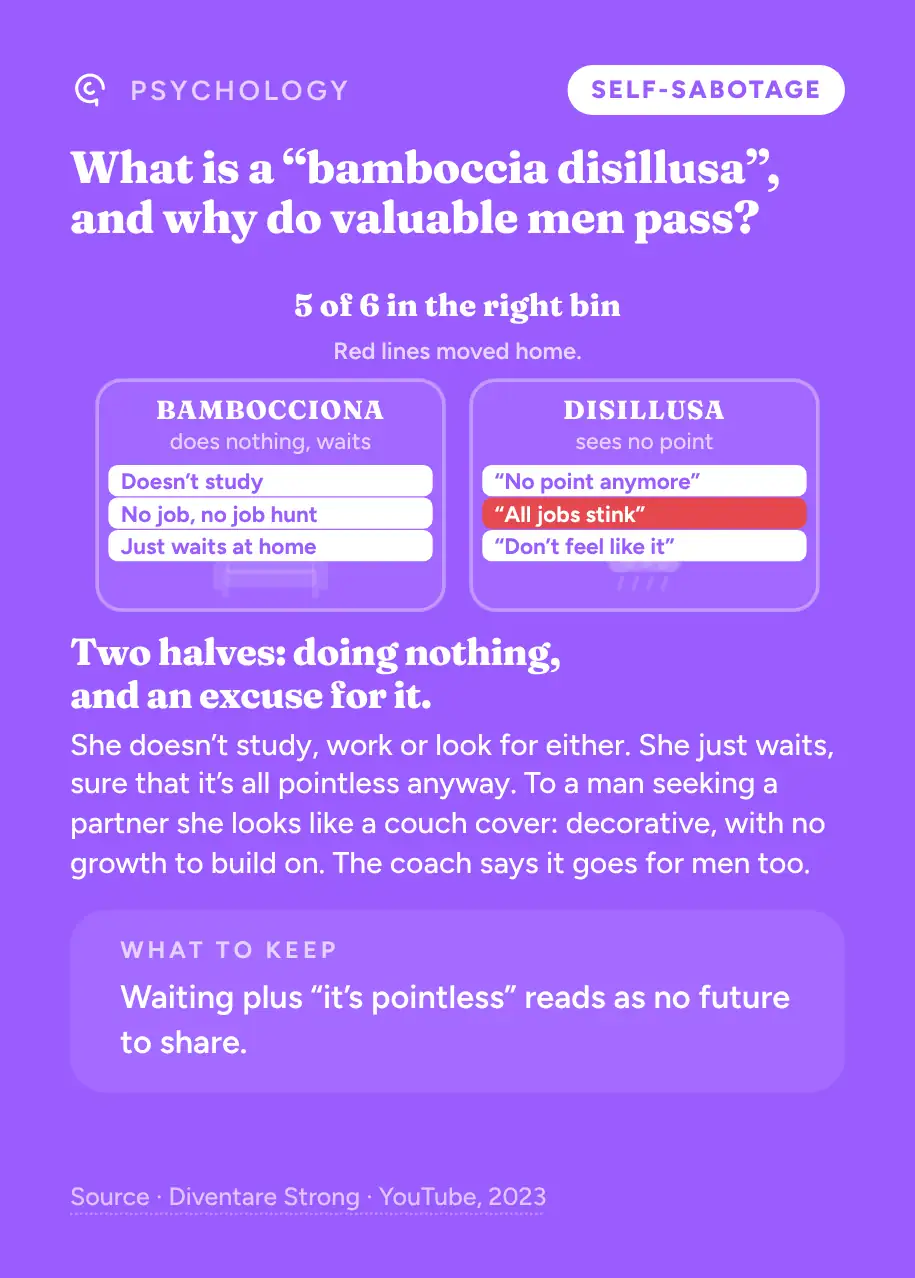 PSYCHOLOGY
SELF-SABOTAGE
What is a “bamboccia disillusa”,
and why do valuable men pass?
5 of 6 in the right bin
Red lines moved home.
BAMBOCCIONA
does nothing, waits
Doesn’t study
No job, no job hunt
Just waits at home
DISILLUSA
sees no point
“No point anymore”
“All jobs stink”
“Don’t feel like it”
Two halves: doing nothing,
and an excuse for it.
She doesn’t study, work or look for either. She just waits,
sure that it’s all pointless anyway. To a man seeking a
partner she looks like a couch cover: decorative, with no
growth to build on. The coach says it goes for men too.
WHAT TO KEEP
Waiting plus “it’s pointless” reads as no future
to share.
Source · Diventare Strong · YouTube, 2023